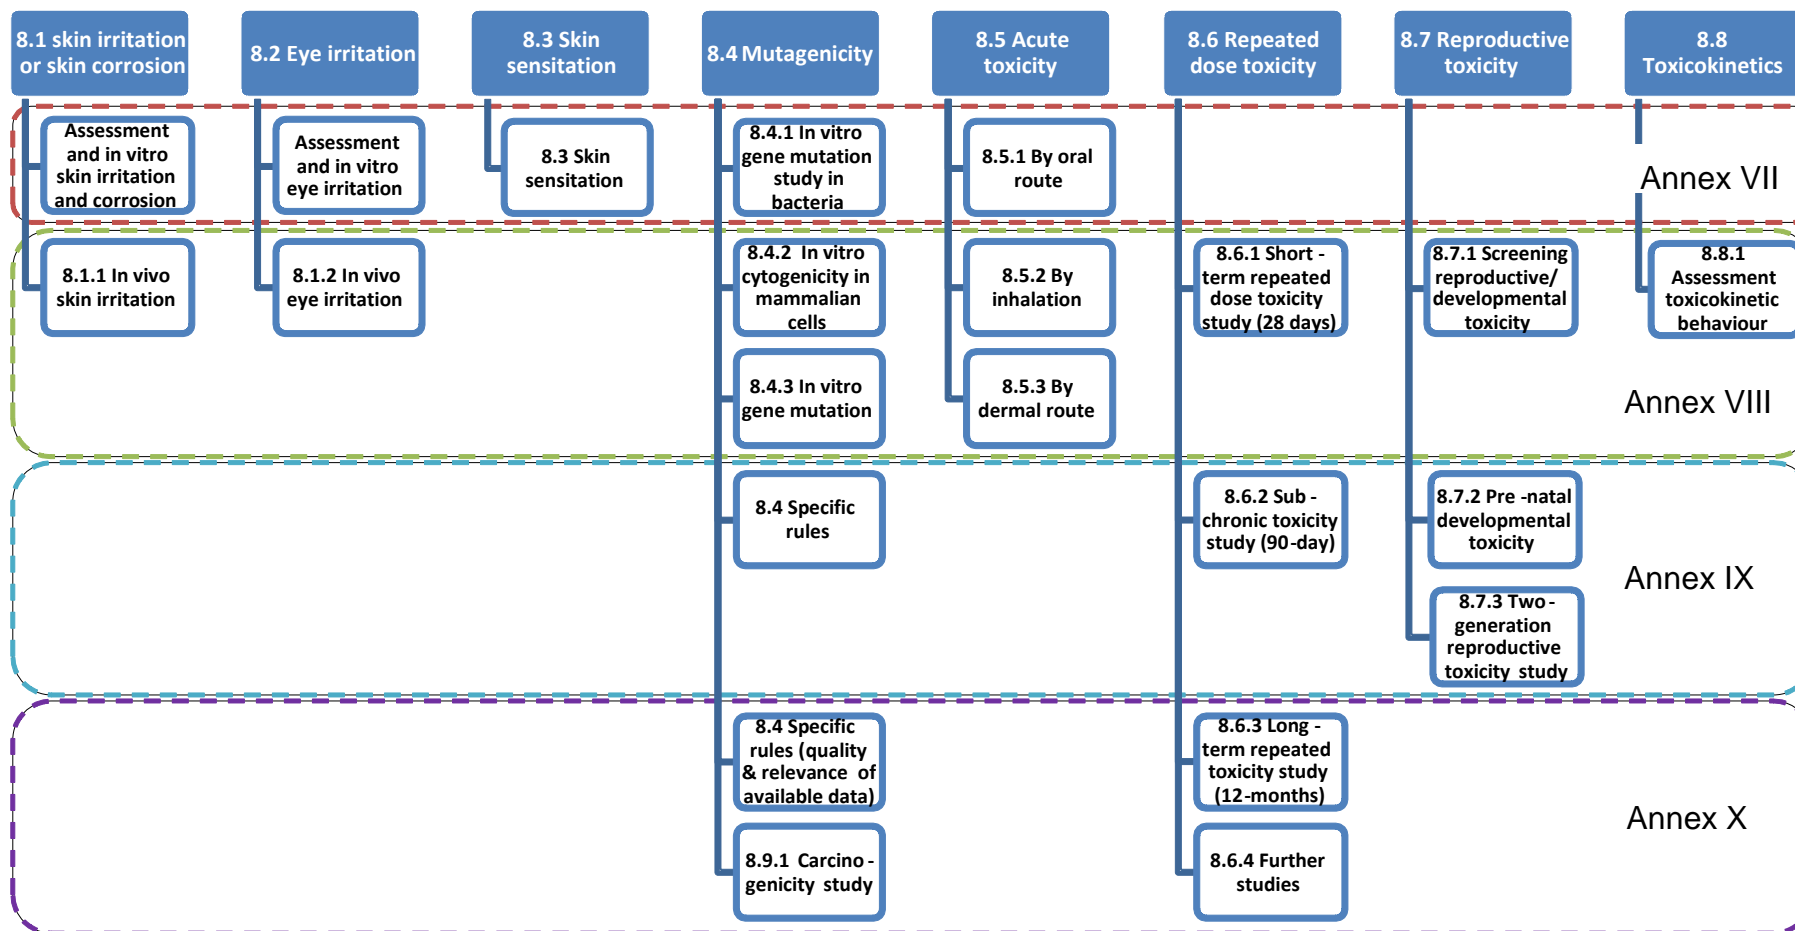 8.1 skin irritation
or skin corrosion
8.2 Eye irritation
8.3 Skin
sensitation
8.4 Mutagenicity
8.5 Acute
toxicity
8.6 Repeated
dose toxicity
8.7 Reproductive
toxicity
8.8
Toxicokinetics
Assessment
and in vitro
skin irritation
and corrosion
Assessment
and in vitro
eye irritation
8.3 Skin
sensitation
8.4.1 In vitro
gene mutation
study in
bacteria
8.5.1 By oral
route
Annex VII
8.1.1 In vivo
skin irritation
8.1.2 In vivo
eye irritation
8.4.2 In vitro
cytogenicity in
mammalian
cells
8.5.2 By
inhalation
8.6.1 Short -
term repeated
dose toxicity
study (28 days)
8.7.1 Screening
reproductive/
developmental
toxicity
8.8.1
Assessment
toxicokinetic
behaviour
8.4.3 In vitro
gene mutation
8.5.3 By
dermal route
Annex VIII
8.4 Specific
rules
8.6.2 Sub -
chronic toxicity
study (90-day)
8.7.2 Pre -natal
developmental
toxicity
Annex IX
8.7.3 Two -
generation
reproductive
toxicity study
8.4 Specific
rules (quality
& relevance of
available data)
8.6.3 Long -
term repeated
toxicity study
(12-months)
Annex X
8.9.1 Carcino -
genicity study
8.6.4 Further
studies